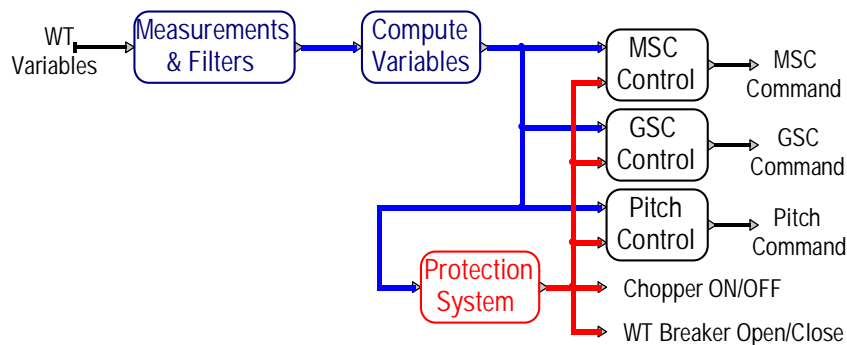 WT
Variables
Measurements
& Filters
Compute
Variables
MSC
Control
MSC
Command
GSC
Control
GSC
Command
Pitch
Control
Pitch
Command
Protection
System
Chopper ON/OFF
WT Breaker Open/Close